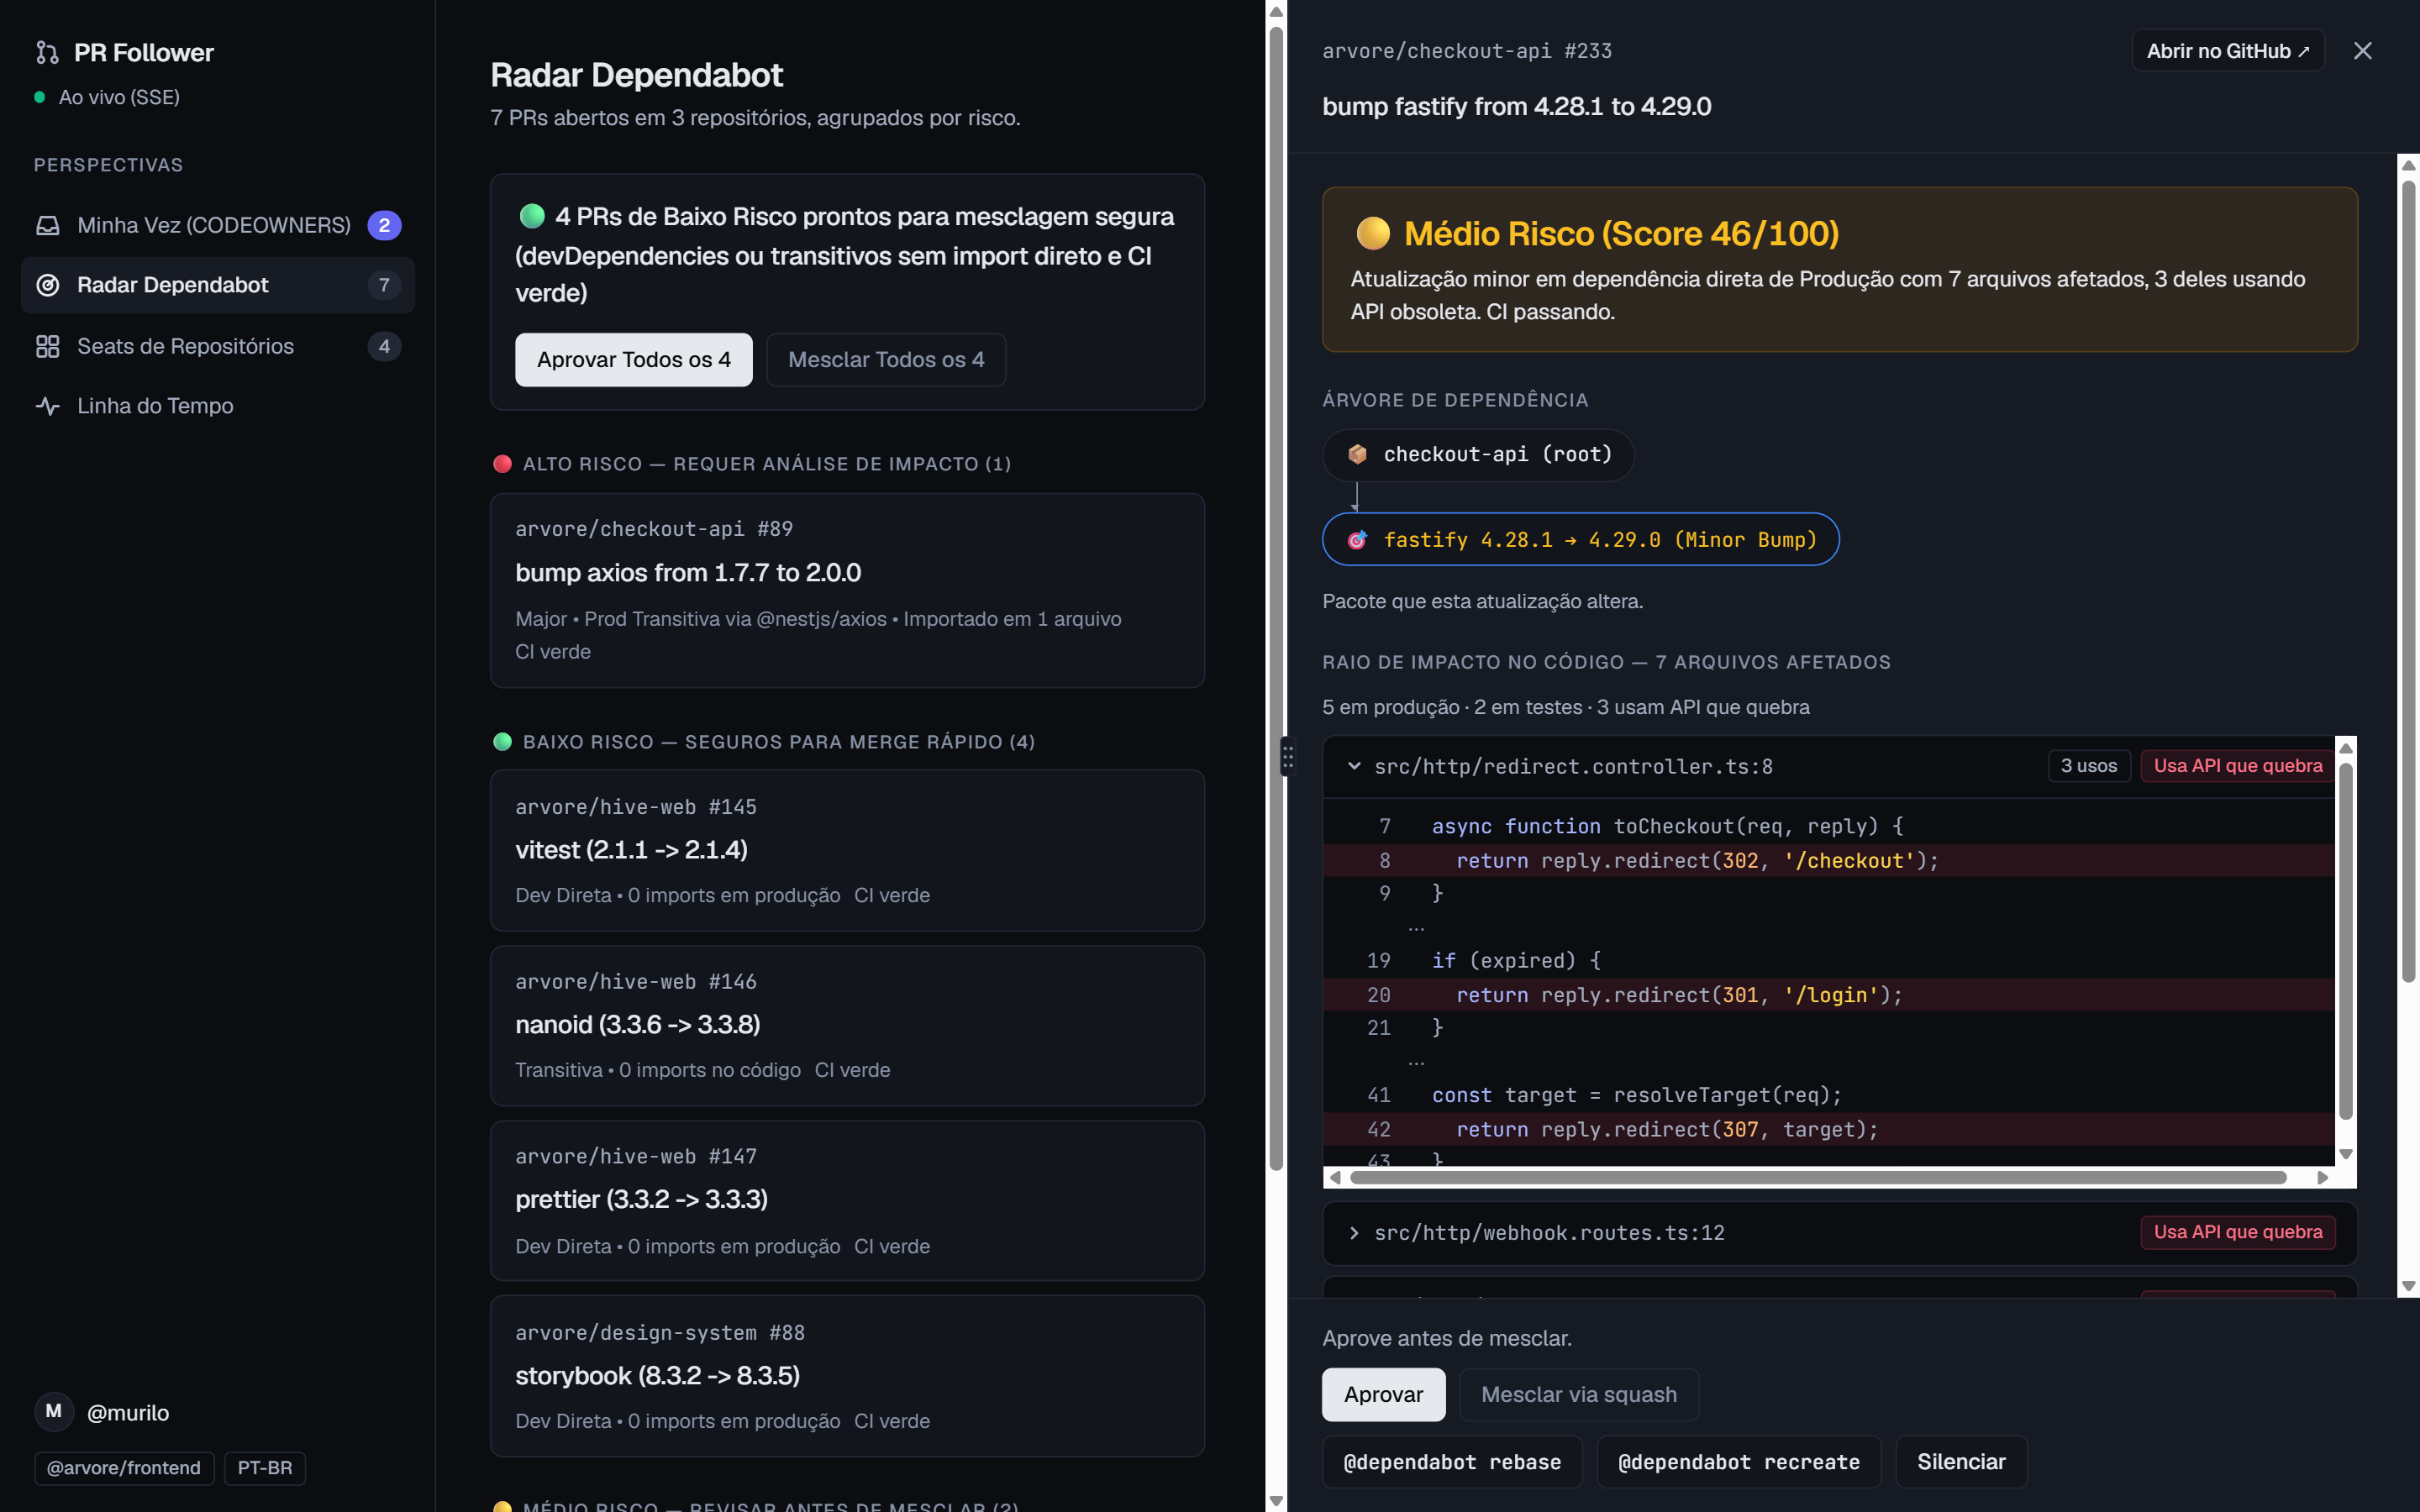 PR Follower
Ao vivo (SSE)
PERSPECTIVAS
Minha Vez (CODEOWNERS) 2
Radar Dependabot 7
Seats de Repositórios 4
Linha do Tempo
M @murilo
@arvore/frontend PT-BR
Radar Dependabot
7 PRs abertos em 3 repositórios, agrupados por risco.
4 PRs de Baixo Risco prontos para mesclagem segura
(devDependencies ou transitivos sem import direto e CI
verde)
Aprovar Todos os 4 Mesclar Todos os 4
ALTO RISCO — REQUER ANÁLISE DE IMPACTO (1)
arvore/checkout-api #89
bump axios from 1.7.7 to 2.0.0
Major • Prod Transitiva via @nestjs/axios • Importado em 1 arquivo
CI verde
BAIXO RISCO — SEGUROS PARA MERGE RÁPIDO (4)
arvore/hive-web #145
vitest (2.1.1 -> 2.1.4)
Dev Direta • 0 imports em produção CI verde
arvore/hive-web #146
nanoid (3.3.6 -> 3.3.8)
Transitiva • 0 imports no código CI verde
arvore/hive-web #147
prettier (3.3.2 -> 3.3.3)
Dev Direta • 0 imports em produção CI verde
arvore/design-system #88
storybook (8.3.2 -> 8.3.5)
Dev Direta • 0 imports em produção CI verde
MÉDIO RISCO — REVISAR ANTES DE MESCLAR (2)
arvore/checkout-api #233
Abrir no GitHub ↗
bump fastify from 4.28.1 to 4.29.0
Médio Risco (Score 46/100)
Atualização minor em dependência direta de Produção com 7 arquivos afetados, 3 deles usando
API obsoleta. CI passando.
ÁRVORE DE DEPENDÊNCIA
checkout-api (root)
fastify 4.28.1 → 4.29.0 (Minor Bump)
Pacote que esta atualização altera.
RAIO DE IMPACTO NO CÓDIGO — 7 ARQUIVOS AFETADOS
5 em produção · 2 em testes · 3 usam API que quebra
src/http/redirect.controller.ts:8 3 usos Usa API que quebra
7 async function toCheckout(req, reply) {
8 return reply.redirect(302, '/checkout');
9 }
...
19 if (expired) {
20 return reply.redirect(301, '/login');
21 }
...
41 const target = resolveTarget(req);
42 return reply.redirect(307, target);
43 }
src/http/webhook.routes.ts:12 Usa API que quebra
Aprove antes de mesclar.
Aprovar Mesclar via squash
@dependabot rebase @dependabot recreate Silenciar